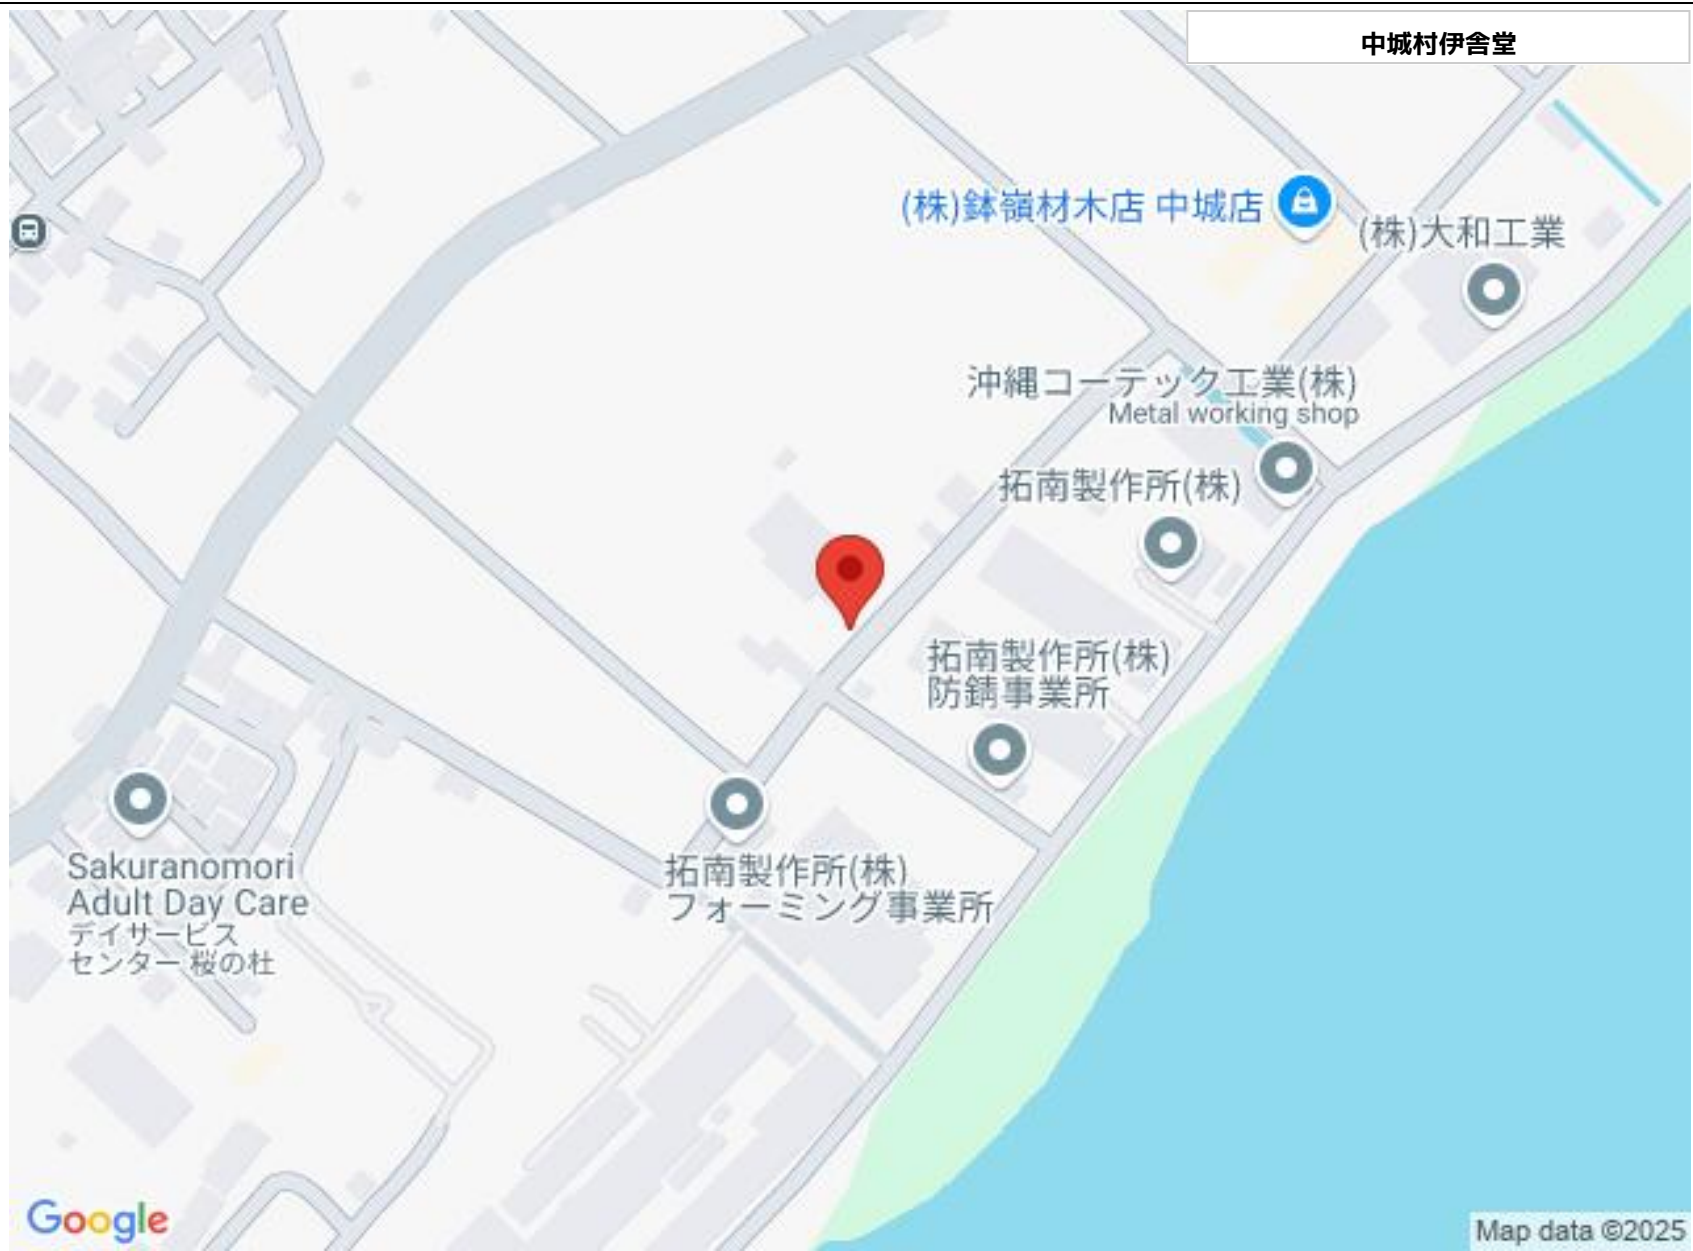 中城村伊舎堂
(株)鉢嶺材木店 中城店
(株)大和工業
沖縄コーテック工業(株)
Metal working shop
拓南製作所(株)
拓南製作所(株)
防錆事業所
拓南製作所(株)
フォーミング事業所
Sakuranomori
Adult Day Care
デイサービス
センター 桜の杜
Google
Map data ©2025